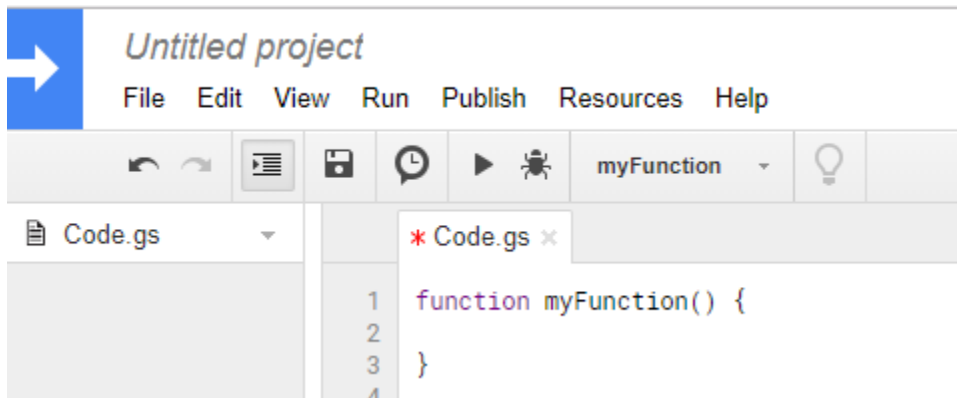 Untitled project
File Edit View Run Publish Resources Help
myFunction
Code.gs
* Code.gs ×
1 function myFunction() {
2
3 }
4